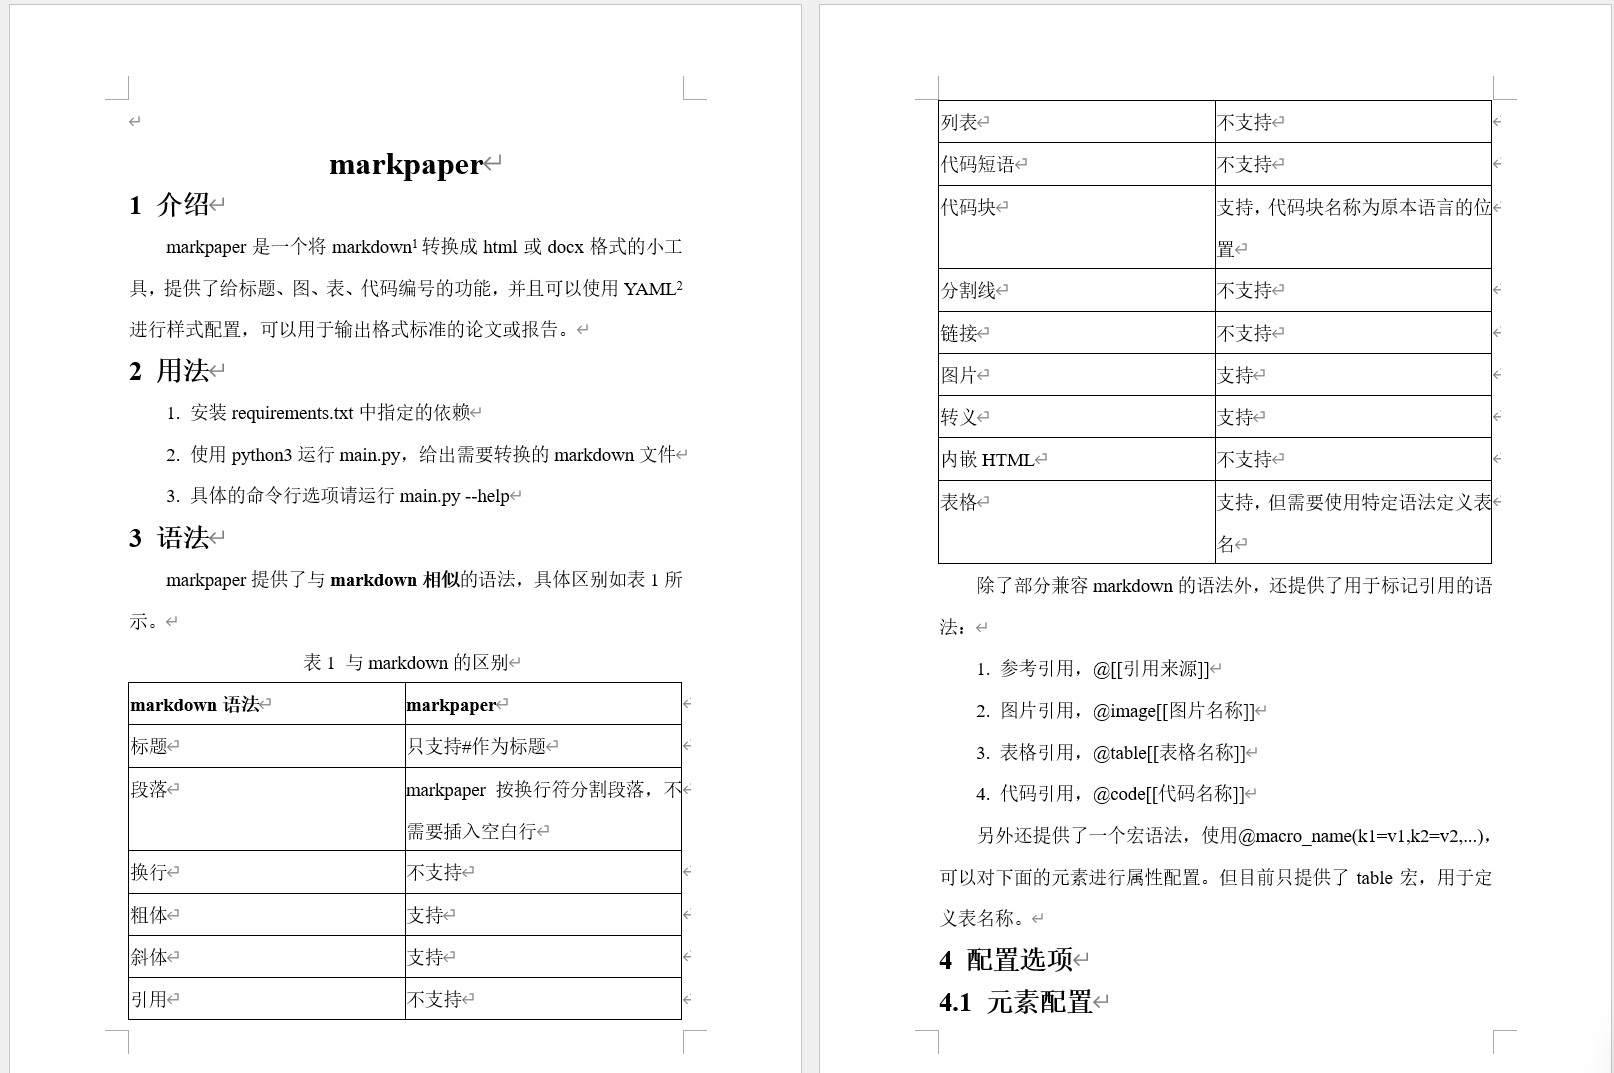 markpaper
1 介绍
markpaper 是一个将 markdown¹ 转换成 html 或 docx 格式的小工
具，提供了给标题、图、表、代码编号的功能，并且可以使用 YAML²
进行样式配置，可以用于输出格式标准的论文或报告。
2 用法
1. 安装 requirements.txt 中指定的依赖
2. 使用 python3 运行 main.py，给出需要转换的 markdown 文件
3. 具体的命令行选项请运行 main.py --help
3 语法
markpaper 提供了与 markdown 相似的语法，具体区别如表 1 所
示。
表 1 与 markdown 的区别
markdown 语法 markpaper
标题 只支持#作为标题
段落 markpaper 按换行符分割段落，不
需要插入空白行
换行 不支持
粗体 支持
斜体 支持
引用 不支持
列表 不支持
代码短语 不支持
代码块 支持，代码块名称为原本语言的位
置
分割线 不支持
链接 不支持
图片 支持
转义 支持
内嵌 HTML 不支持
表格 支持，但需要使用特定语法定义表
名
除了部分兼容 markdown 的语法外，还提供了用于标记引用的语
法：
1. 参考引用，@[[引用来源]]
2. 图片引用，@image[[图片名称]]
3. 表格引用，@table[[表格名称]]
4. 代码引用，@code[[代码名称]]
另外还提供了一个宏语法，使用@macro_name(k1=v1,k2=v2,...)，
可以对下面的元素进行属性配置。但目前只提供了 table 宏，用于定
义表名称。
4 配置选项
4.1 元素配置